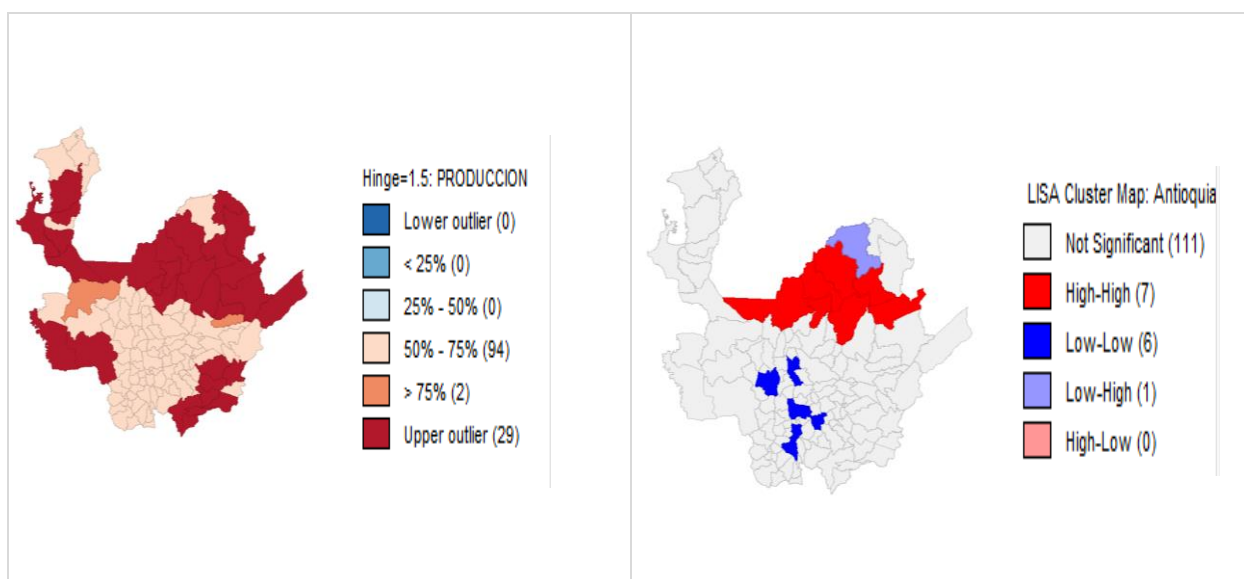 Hinge=1.5: PRODUCCION
Lower outlier (0)
< 25% (0)
25% - 50% (0)
50% - 75% (94)
> 75% (2)
Upper outlier (29)
LISA Cluster Map: Antioquia
Not Significant (111)
High-High (7)
Low-Low (6)
Low-High (1)
High-Low (0)